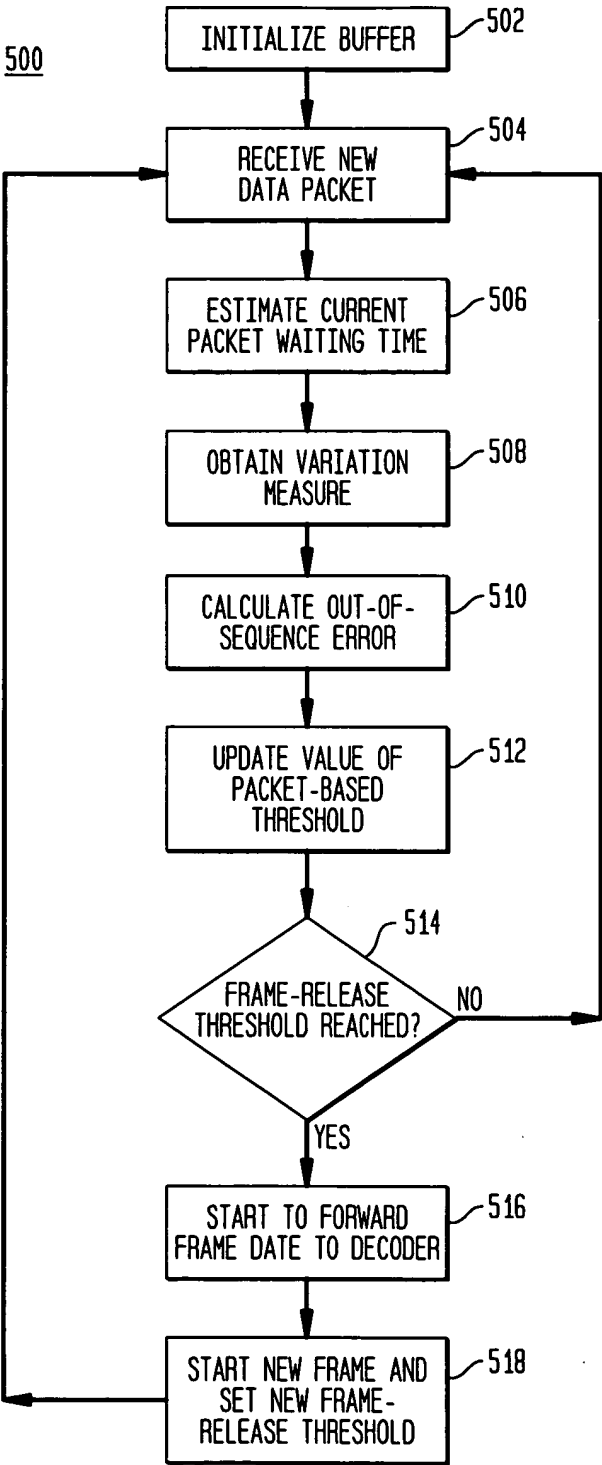 500
INITIALIZE BUFFER
502
RECEIVE NEW
DATA PACKET
504
ESTIMATE CURRENT
PACKET WAITING TIME
506
OBTAIN VARIATION
MEASURE
508
CALCULATE OUT-OF-
SEQUENCE ERROR
510
UPDATE VALUE OF
PACKET-BASED
THRESHOLD
512
FRAME-RELEASE
THRESHOLD REACHED?
514
NO
YES
START TO FORWARD
FRAME DATE TO DECODER
516
START NEW FRAME AND
SET NEW FRAME-
RELEASE THRESHOLD
518